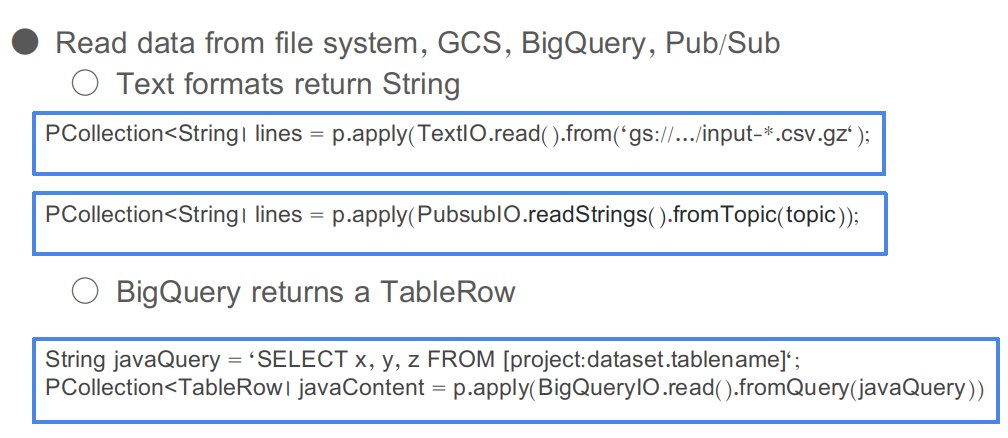 ● Read data from file system, GCS, BigQuery, Pub/Sub
○ Text formats return String
PCollection<String| lines = p.apply(TextIO.read().from(‘gs://.../input-*.csv.gz‘);
PCollection<String| lines = p.apply(PubsubIO.readStrings().fromTopic(topic));
○ BigQuery returns a TableRow
String javaQuery = ‘SELECT x, y, z FROM [project:dataset.tablename]‘;
PCollection<TableRow| javaContent = p.apply(BigQueryIO.read().fromQuery(javaQuery))